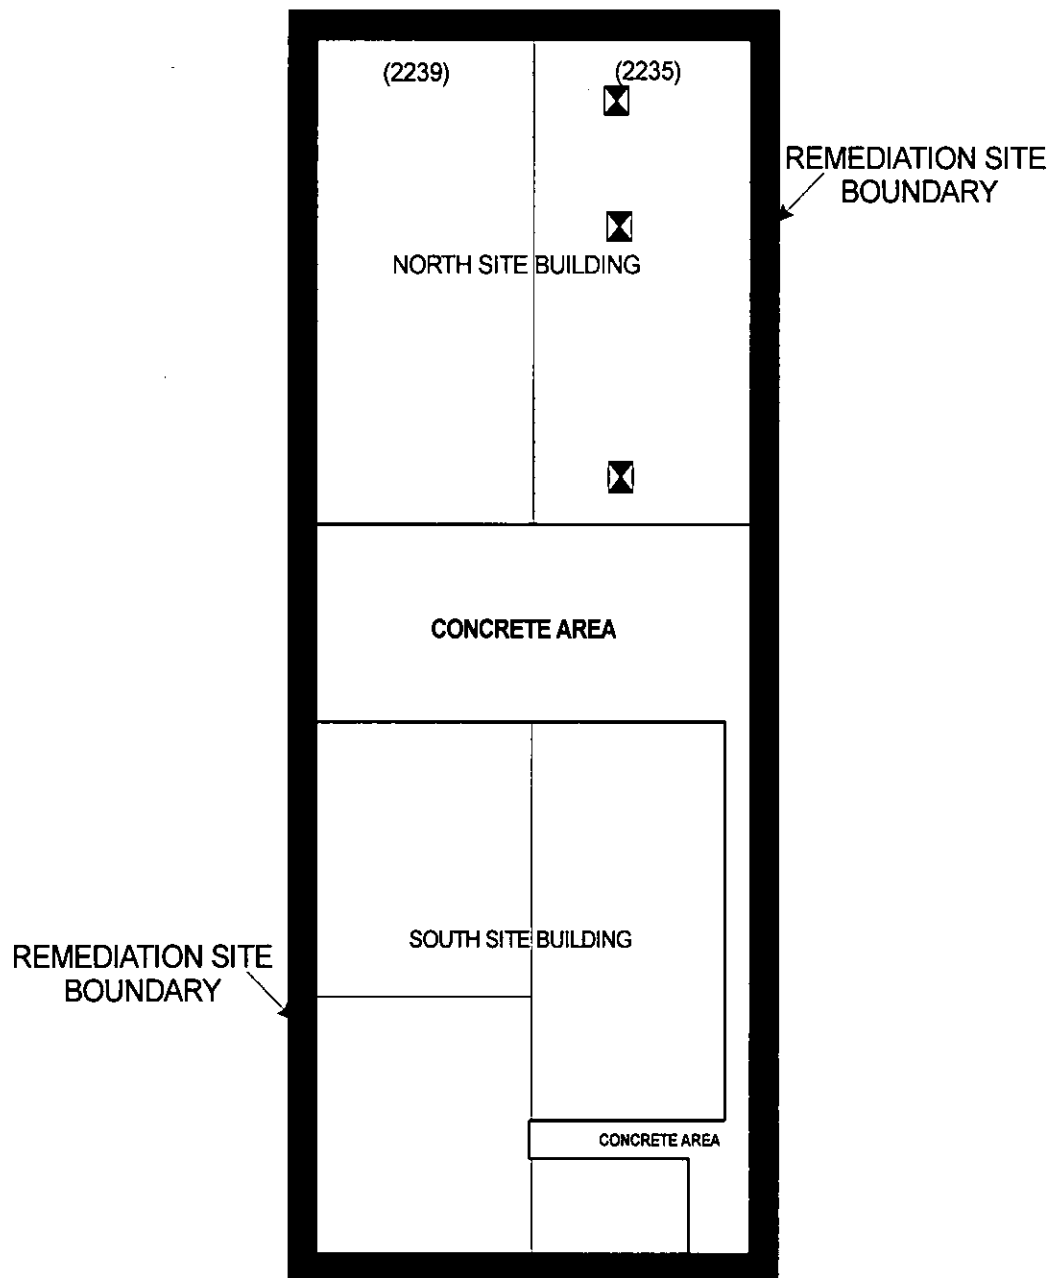 (2239) (2235)
REMEDIATION SITE
BOUNDARY
NORTH SITE BUILDING
CONCRETE AREA
SOUTH SITE BUILDING
REMEDIATION SITE
BOUNDARY
CONCRETE AREA